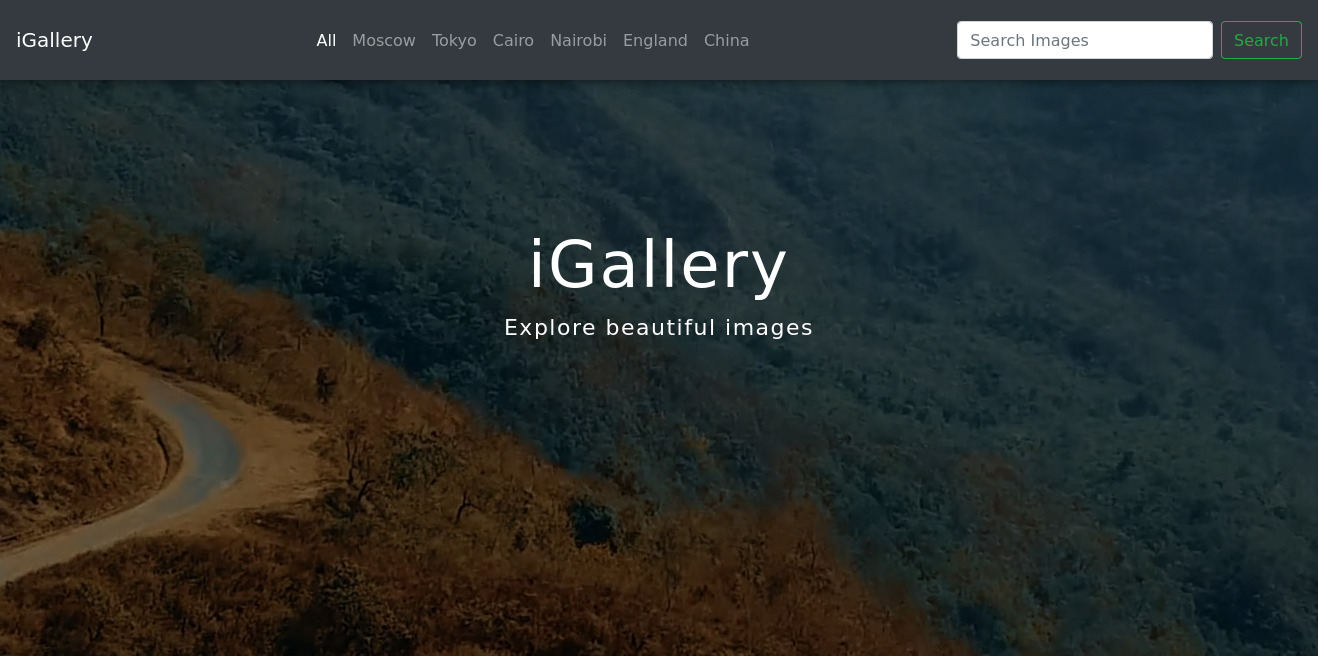 iGallery All Moscow Tokyo Cairo Nairobi England China Search Images Search
iGallery
Explore beautiful images